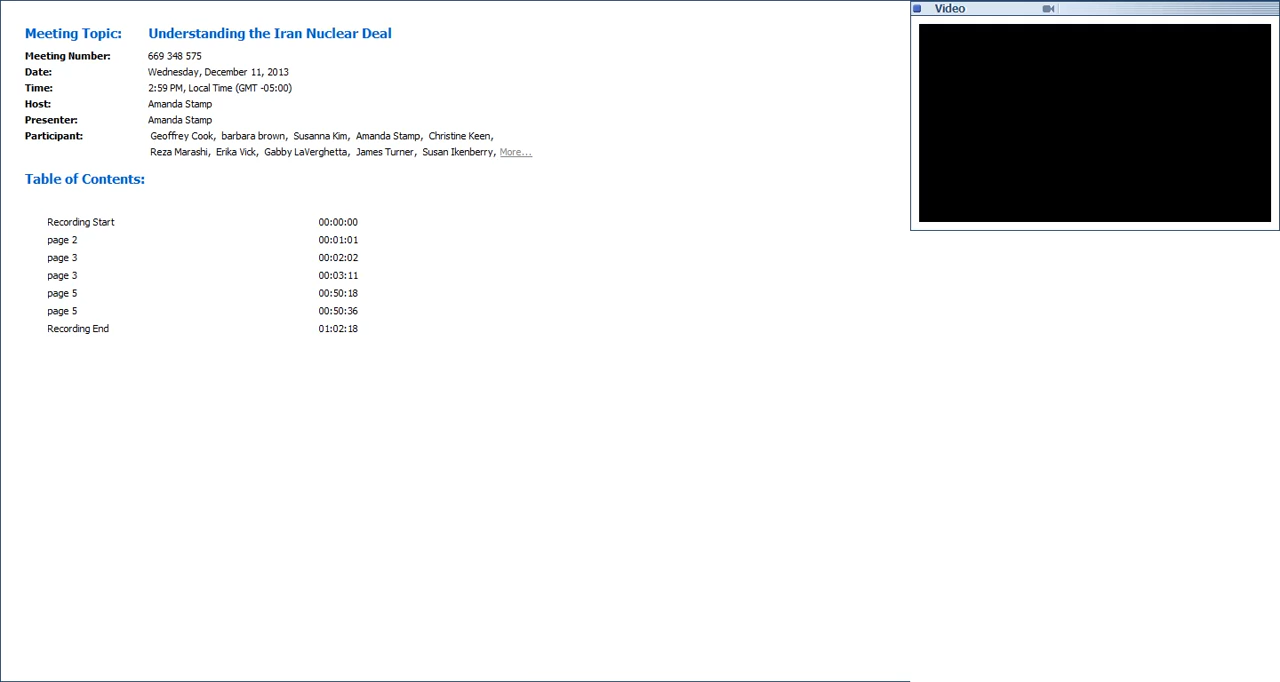 Video
Meeting Topic: Understanding the Iran Nuclear Deal
Meeting Number: 669 348 575
Date: Wednesday, December 11, 2013
Time: 2:59 PM, Local Time (GMT -05:00)
Host: Amanda Stamp
Presenter: Amanda Stamp
Participant: Geoffrey Cook, barbara brown, Susanna Kim, Amanda Stamp, Christine Keen,
Reza Marashi, Erika Vick, Gabby LaVerghetta, James Turner, Susan Ikenberry, More...
Table of Contents:
Recording Start 00:00:00
page 2 00:01:01
page 3 00:02:02
page 3 00:03:11
page 5 00:50:18
page 5 00:50:36
Recording End 01:02:18